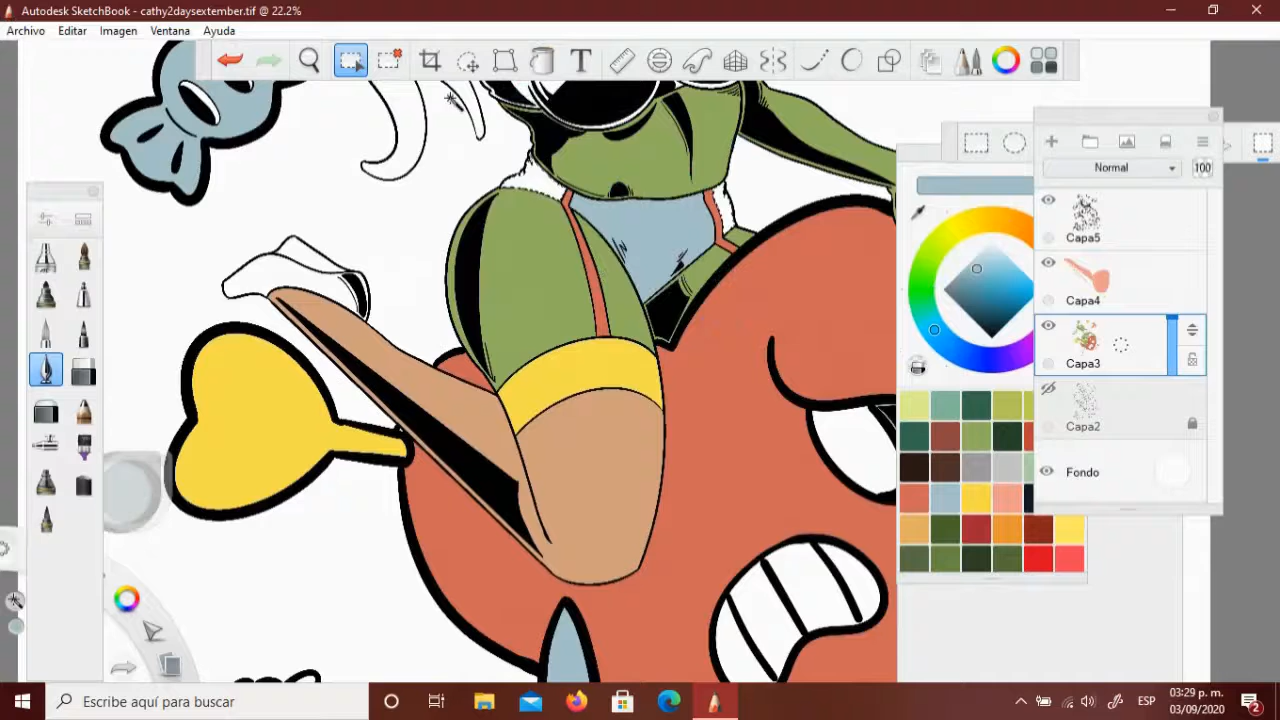 Autodesk SketchBook - cathy2daysextember.tif @ 22.2%
Archivo Editar Imagen Ventana Ayuda
T
Normal 100
Capa5
Capa4
Capa3
Capa2
Fondo
Escribe aquí para buscar
ESP
03:29 p. m.
03/09/2020
2